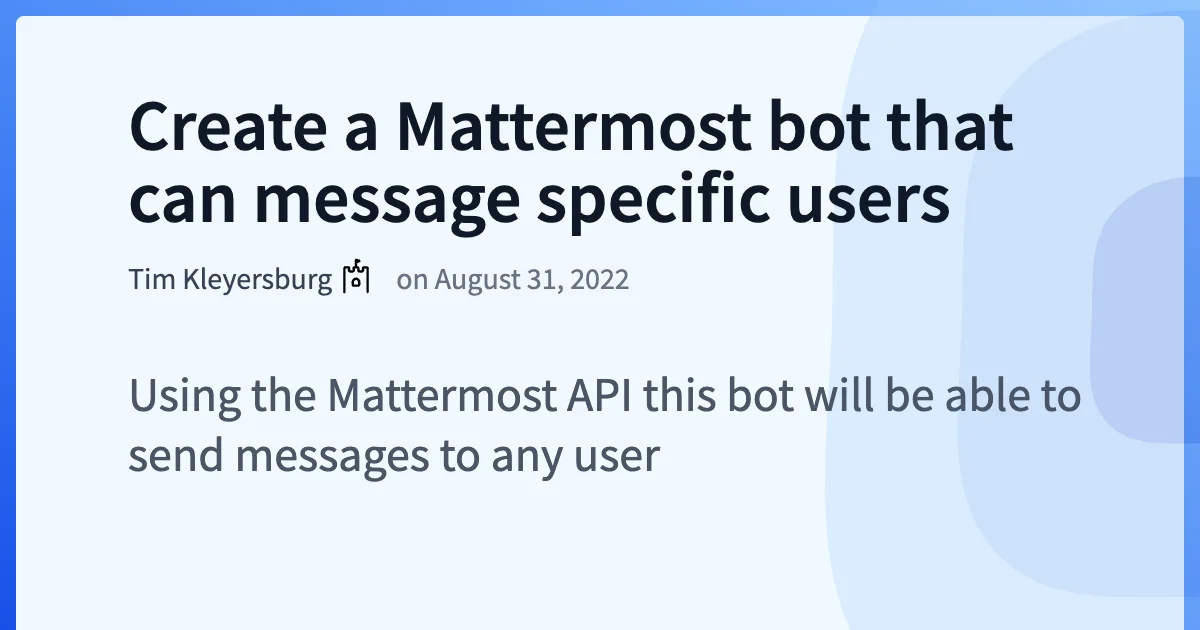 Create a Mattermost bot that
can message specific users
Tim Kleyersburg on August 31, 2022
Using the Mattermost API this bot will be able to
send messages to any user